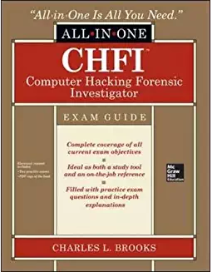 "All-in-One Is All You Need."
ALL·IN·ONE
CHFI™
Computer Hacking Forensic
Investigator
EXAM GUIDE
Complete coverage of all
current exam objectives
Ideal as both a study tool
and an on-the-job reference
Filled with practice exam
questions and in-depth
explanations
Mc
Graw
Hill
Education
CHARLES L. BROOKS